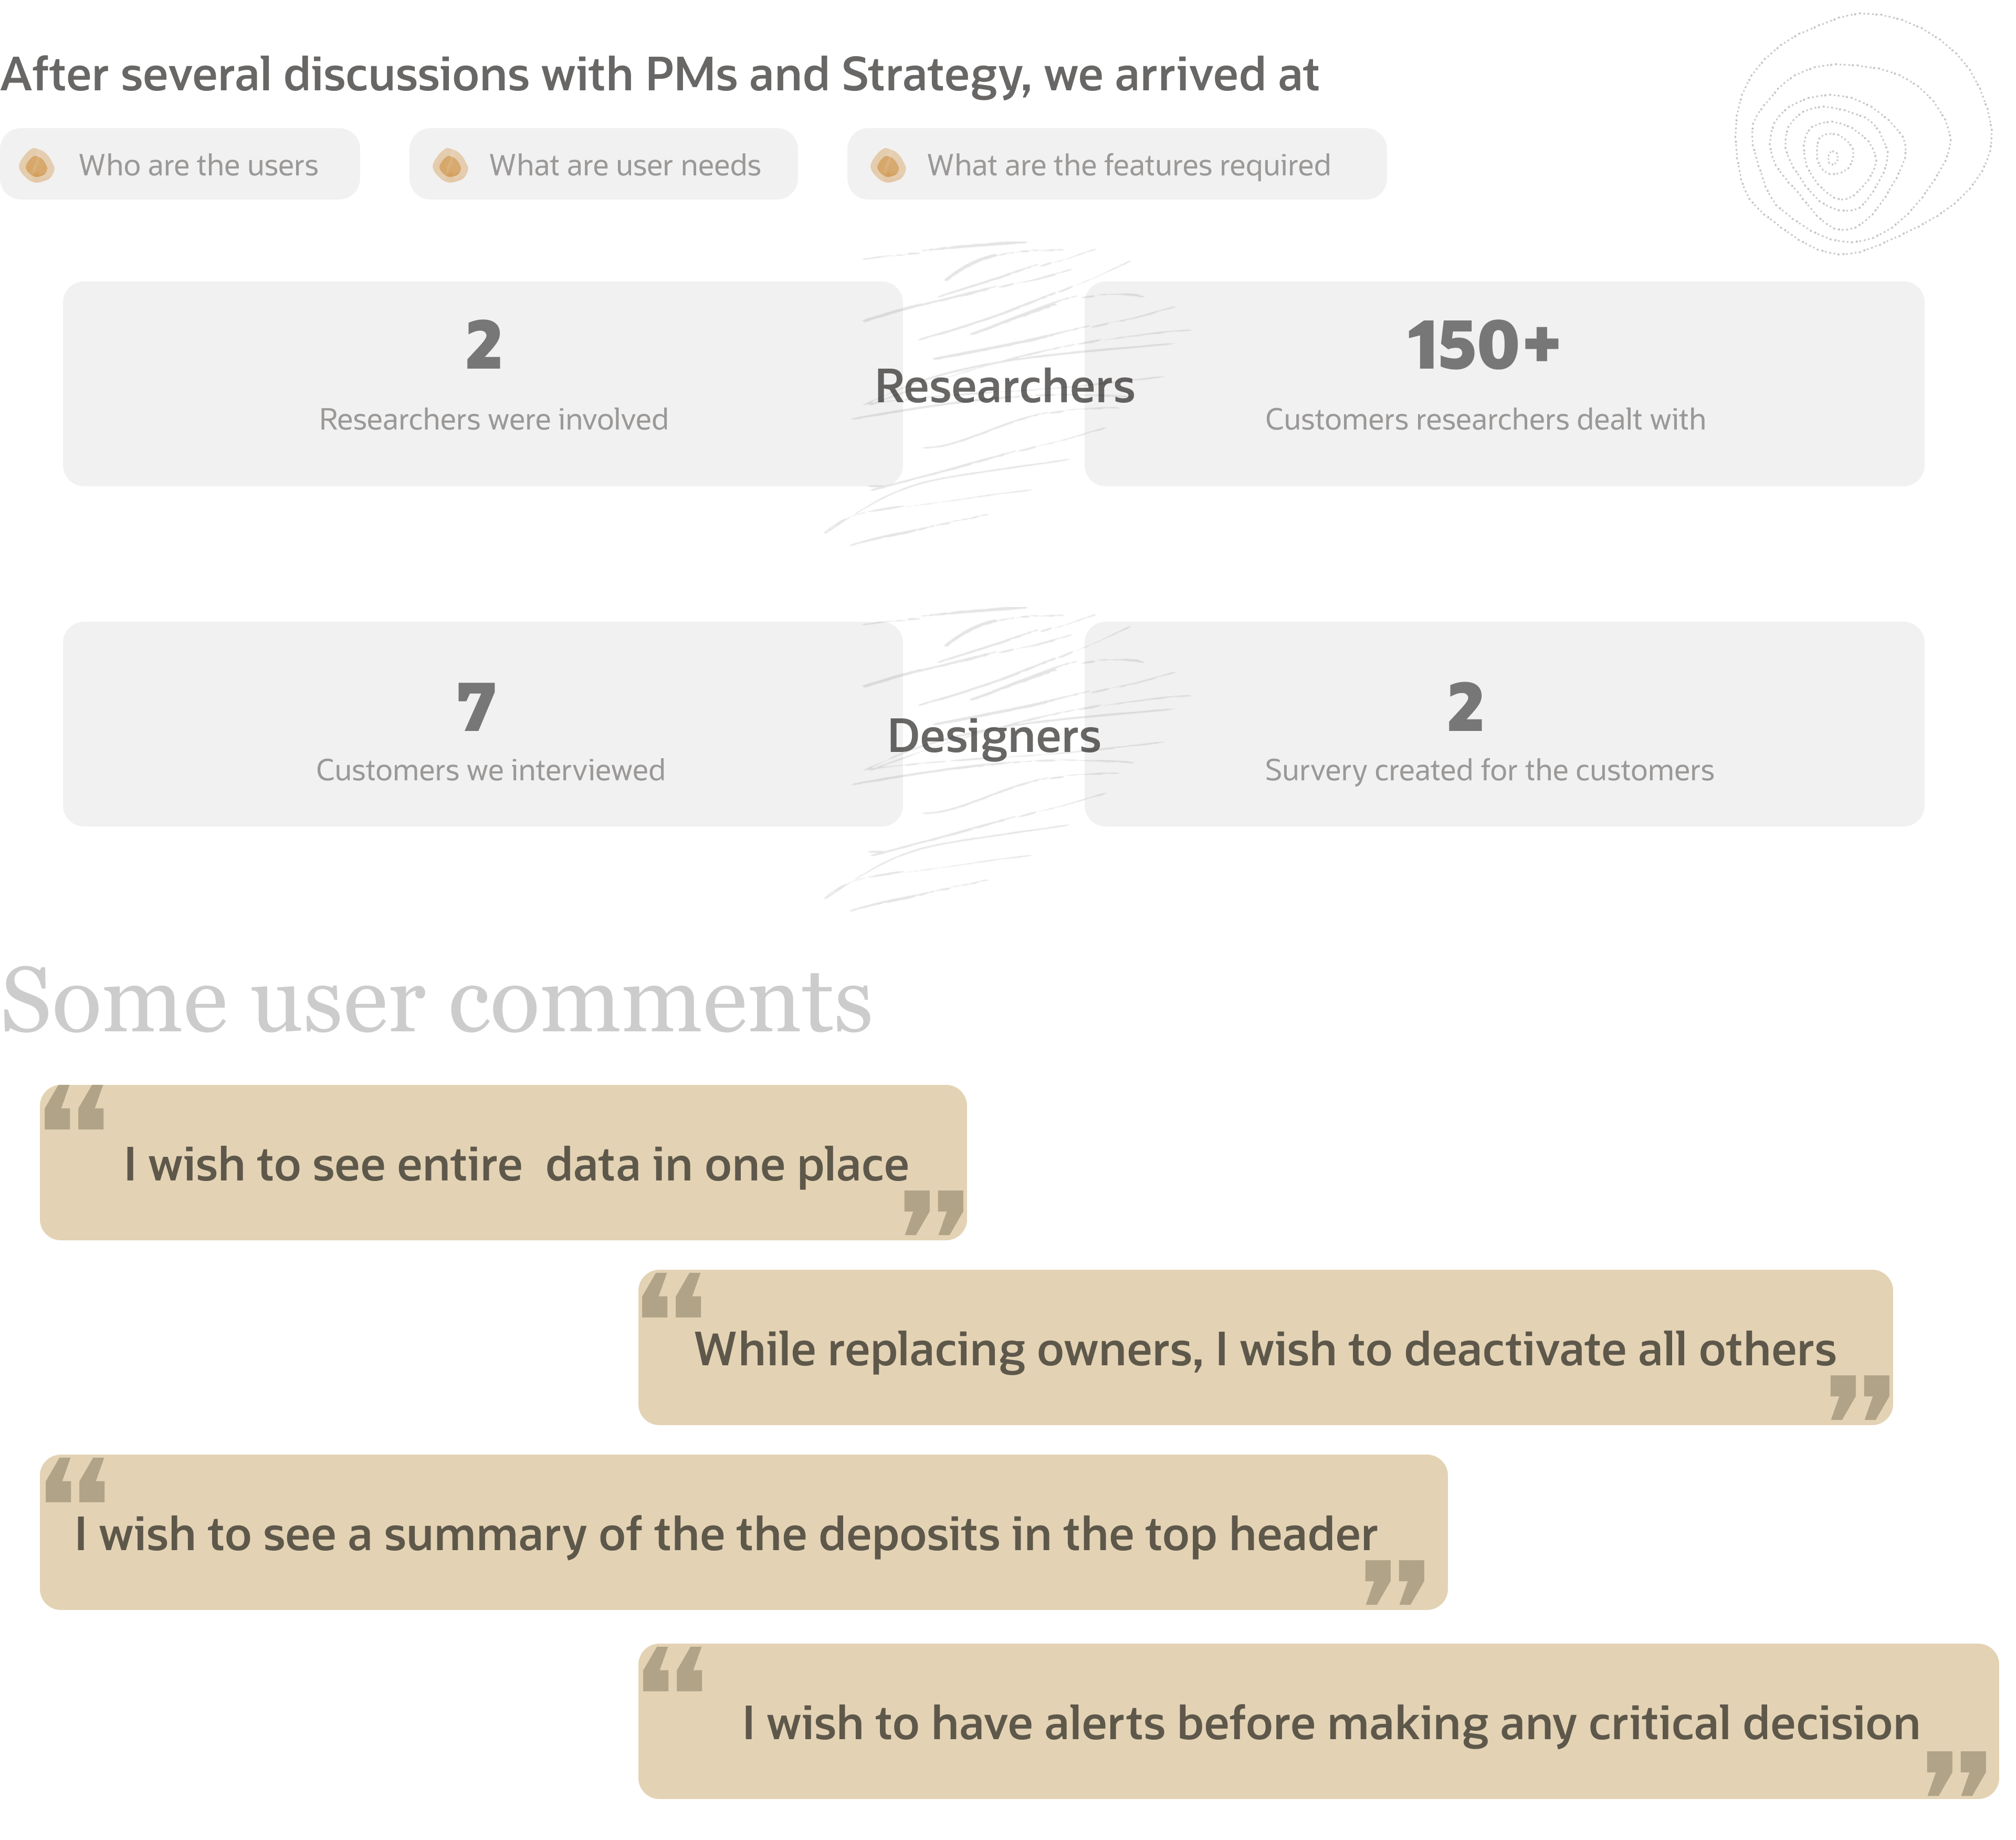 After several discussions with PMs and Strategy, we arrived at
Who are the users
What are user needs
What are the features required
2
Researchers were involved
Researchers
150+
Customers researchers dealt with
7
Customers we interviewed
Designers
2
Survery created for the customers
Some user comments
“
I wish to see entire  data in one place
”
“
While replacing owners, I wish to deactivate all others
”
“
I wish to see a summary of the the deposits in the top header
”
“
I wish to have alerts before making any critical decision
”